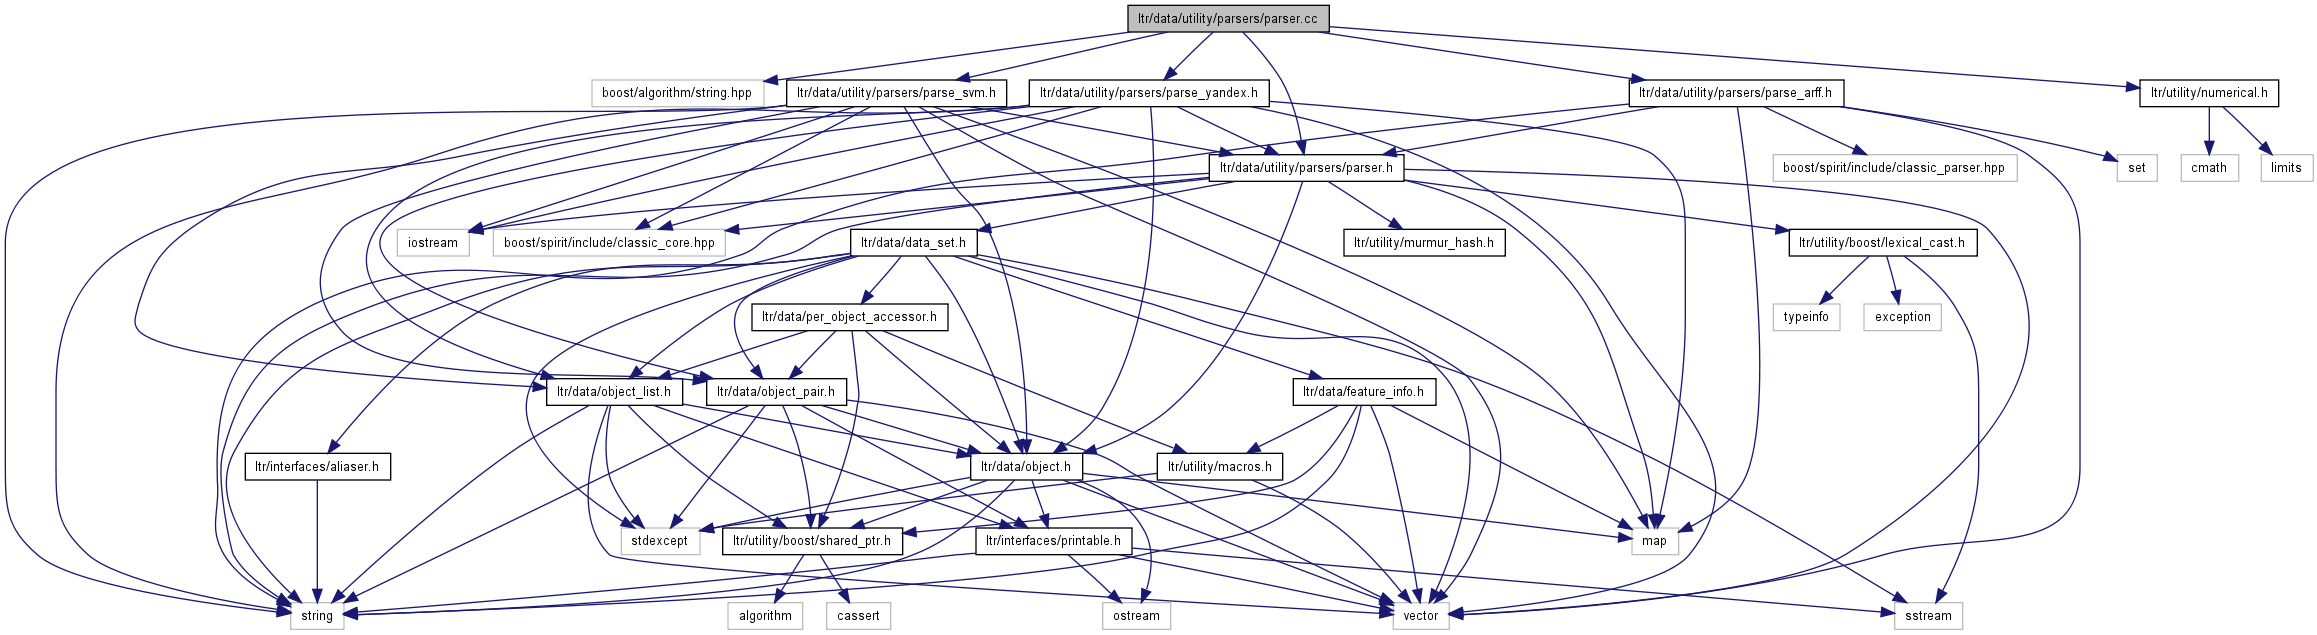 ltr/data/utility/parsers/parser.cc
boost/algorithm/string.hpp
ltr/data/utility/parsers/parse_svm.h
ltr/data/utility/parsers/parse_yandex.h
ltr/data/utility/parsers/parse_arff.h
ltr/utility/numerical.h
ltr/data/utility/parsers/parser.h
boost/spirit/include/classic_parser.hpp
set
cmath
limits
iostream
boost/spirit/include/classic_core.hpp
ltr/data/data_set.h
ltr/utility/murmur_hash.h
ltr/utility/boost/lexical_cast.h
ltr/data/per_object_accessor.h
typeinfo
exception
ltr/data/object_list.h
ltr/data/object_pair.h
ltr/data/feature_info.h
ltr/interfaces/aliaser.h
ltr/data/object.h
ltr/utility/macros.h
stdexcept
ltr/utility/boost/shared_ptr.h
ltr/interfaces/printable.h
map
string
algorithm
cassert
ostream
vector
sstream